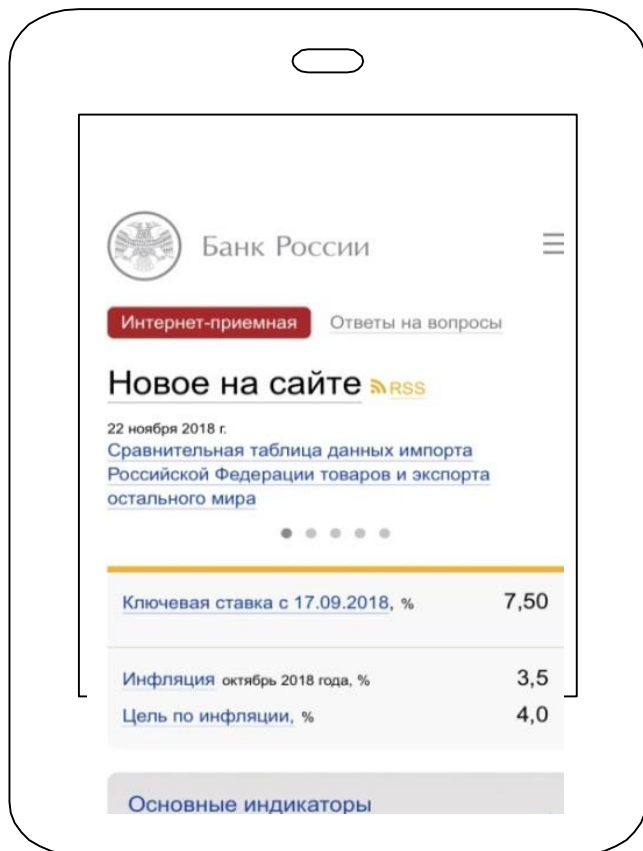 Банк России
Интернет-приемная Ответы на вопросы
Новое на сайте RSS
22 ноября 2018 г.
Сравнительная таблица данных импорта
Российской Федерации товаров и экспорта
остального мира
Ключевая ставка с 17.09.2018, % 7,50
Инфляция октябрь 2018 года, % 3,5
Цель по инфляции, % 4,0
Основные индикаторы